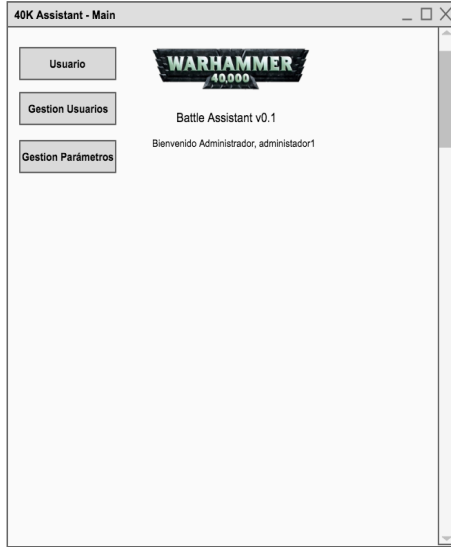 40K Assistant - Main
Usuario
Gestion Usuarios
Gestion Parámetros
WARHAMMER
40,000
Battle Assistant v0.1
Bienvenido Administrador, administador1